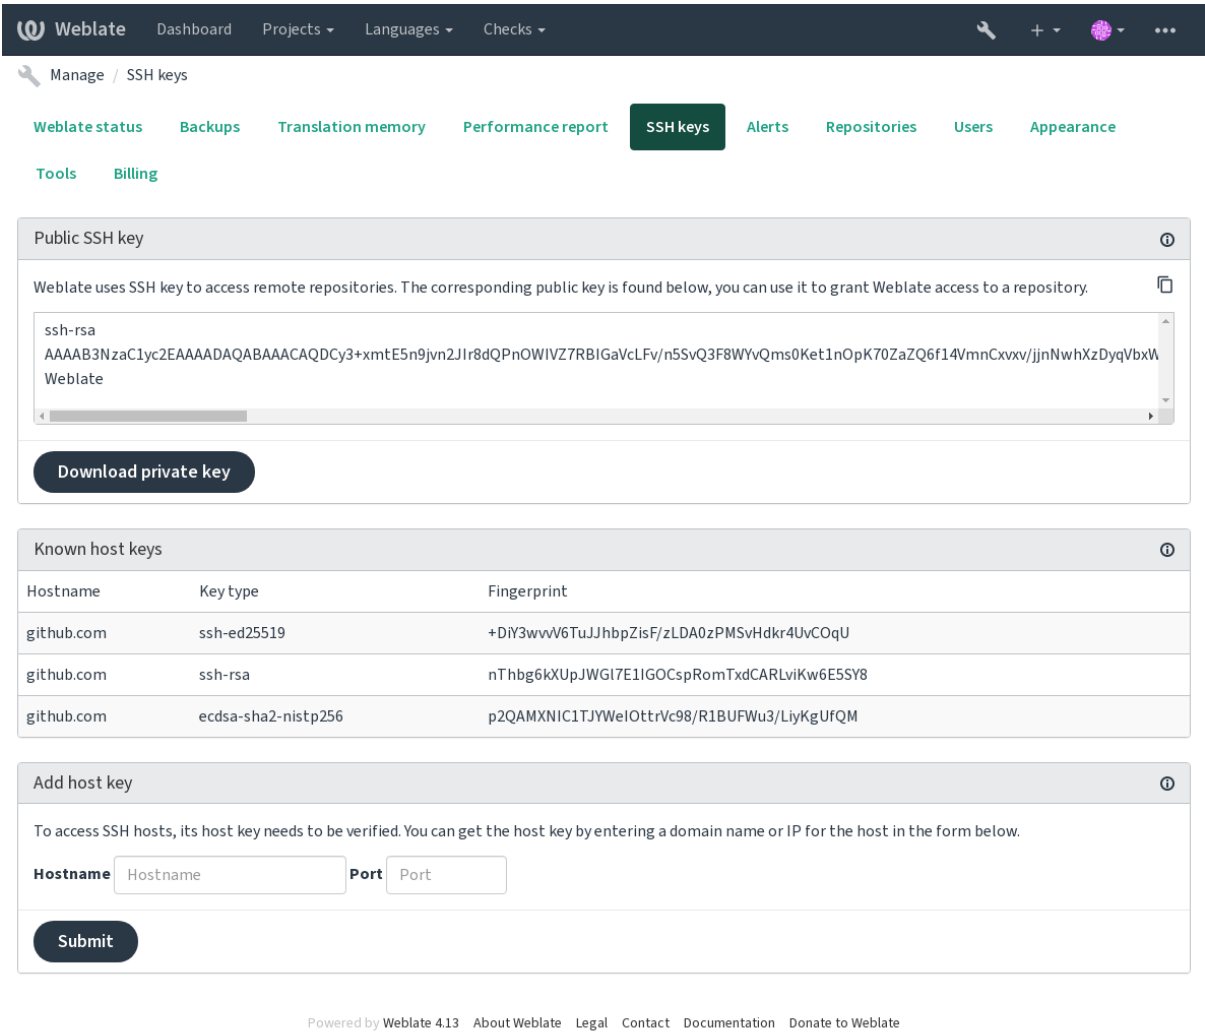 Weblate Dashboard Projects Languages Checks
Manage / SSH keys
Weblate status Backups Translation memory Performance report SSH keys Alerts Repositories Users Appearance
Tools Billing
Public SSH key
Weblate uses SSH key to access remote repositories. The corresponding public key is found below, you can use it to grant Weblate access to a repository.
ssh-rsa
AAAAB3NzaC1yc2EAAAADAQABAAACAQDCy3+xmtE5n9jvn2JIr8dQPnOWIVZ7RBIGaVcLFv/n5SvQ3F8WYvQms0Ket1nOpK70ZaZQ6f14VmnCxvxv/jjnNwhXzDyqVbxW
Weblate
Download private key
Known host keys
Hostname Key type Fingerprint
github.com ssh-ed25519 +DiY3wvvV6TuJJhbpZisF/zLDA0zPMSvHdkr4UvCOqU
github.com ssh-rsa nThbg6kXUpJWGl7E1IGOCspRomTxdCARLviKw6E5SY8
github.com ecdsa-sha2-nistp256 p2QAMXNIC1TJYWeIOttrVc98/R1BUFWu3/LiyKgUfQM
Add host key
To access SSH hosts, its host key needs to be verified. You can get the host key by entering a domain name or IP for the host in the form below.
Hostname Hostname Port Port
Submit
Powered by Weblate 4.13 About Weblate Legal Contact Documentation Donate to Weblate